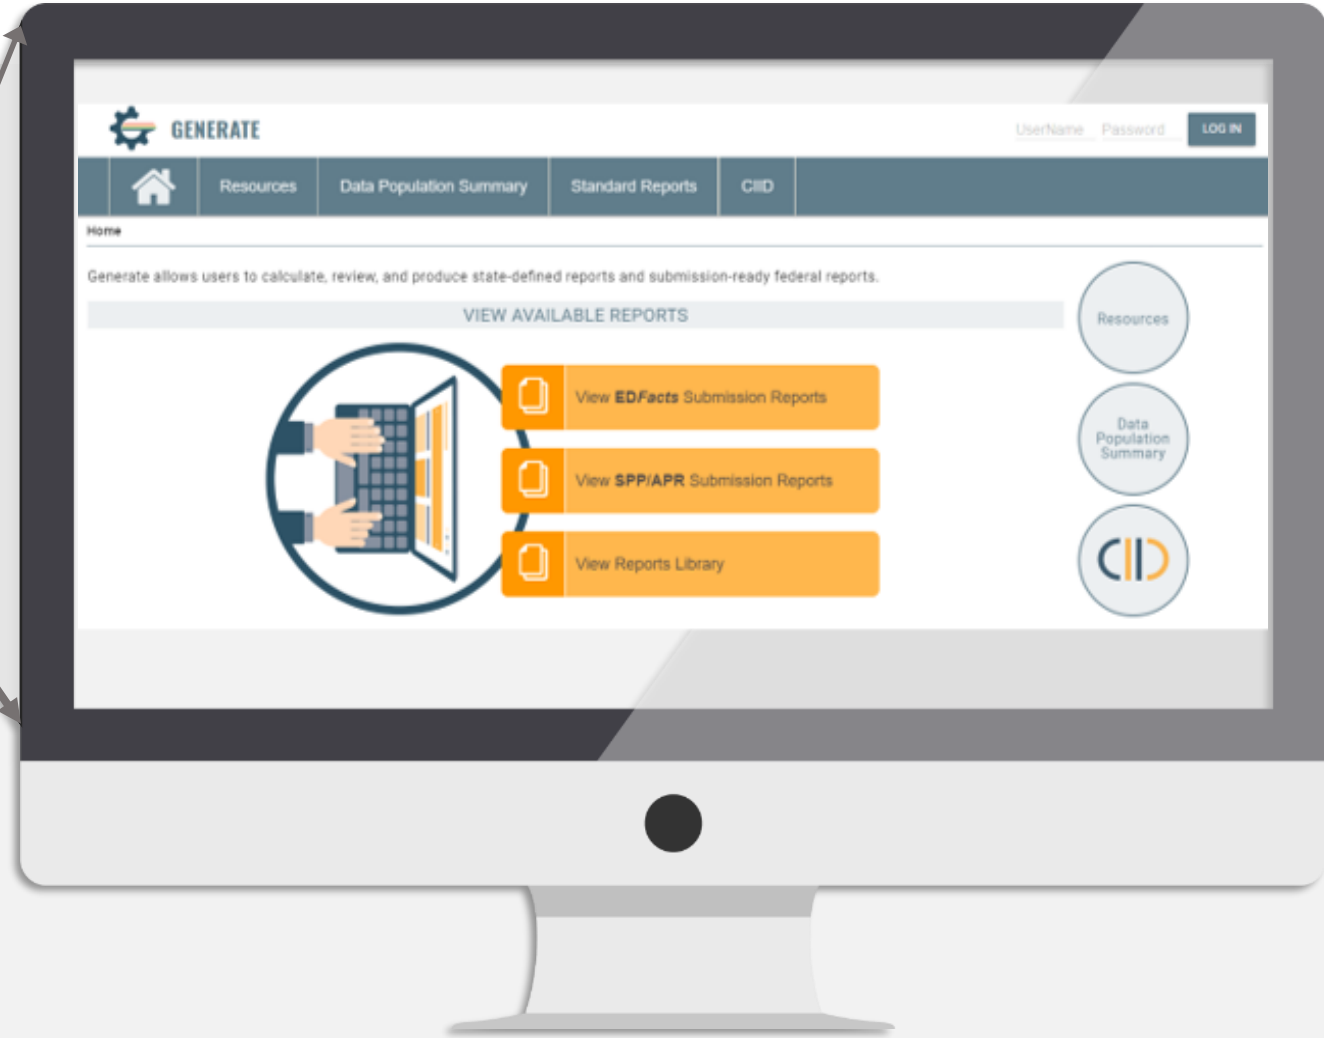 GENERATE
UserName Password LOG IN
Resources Data Population Summary Standard Reports CIID
Home
Generate allows users to calculate, review, and produce state-defined reports and submission-ready federal reports.
VIEW AVAILABLE REPORTS
View EDFacts Submission Reports
View SPP/APR Submission Reports
View Reports Library
Resources
Data
Population
Summary
CIID